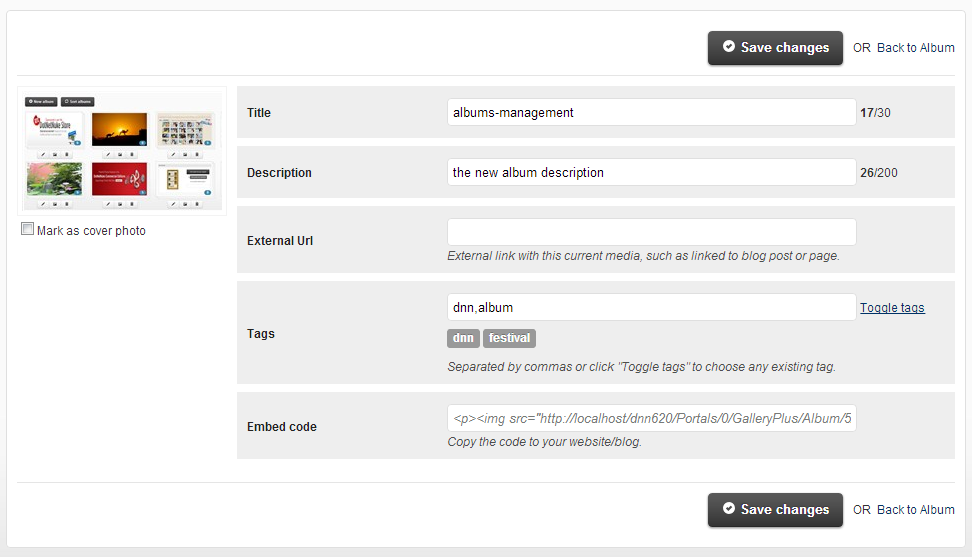 Save changes OR Back to Album
New album Sort albums
Title albums-management 17/30
Description the new album description 26/200
Mark as cover photo
External Url
External link with this current media, such as linked to blog post or page.
Tags dnn,album Toggle tags
dnn festival
Separated by commas or click "Toggle tags" to choose any existing tag.
Embed code <p><img src="http://localhost/dnn620/Portals/0/GalleryPlus/Album/5
Copy the code to your website/blog.
Save changes OR Back to Album